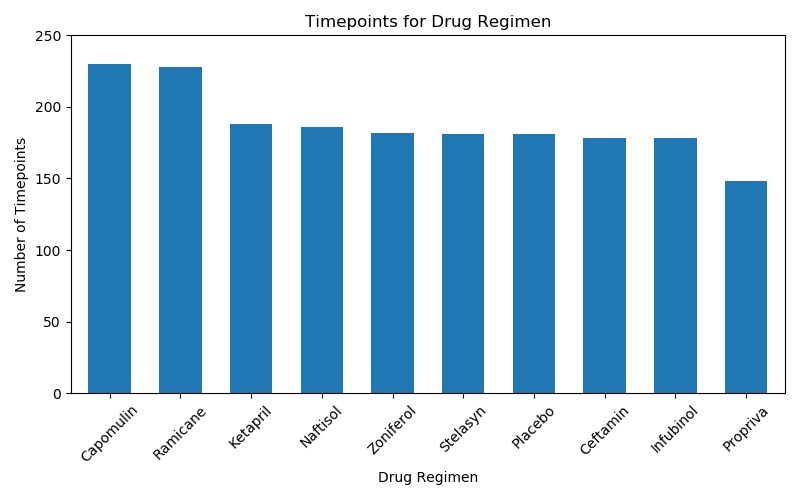 Timepoints for Drug Regimen
250
200
150
100
50
0
Number of Timepoints
Capomulin
Ramicane
Ketapril
Naftisol
Zoniferol
Stelasyn
Placebo
Ceftamin
Infubinol
Propriva
Drug Regimen